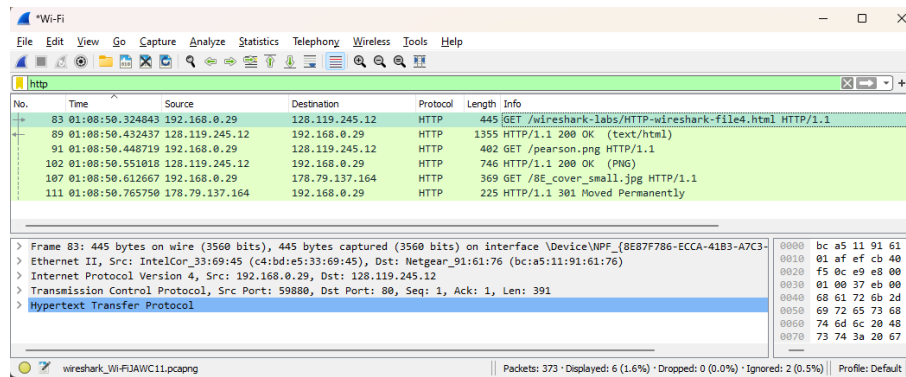 *Wi-Fi
File Edit View Go Capture Analyze Statistics Telephony Wireless Tools Help
http
No. Time Source Destination Protocol Length Info
83 01:08:50.324843 192.168.0.29 128.119.245.12 HTTP 445 GET /wireshark-labs/HTTP-wireshark-file4.html HTTP/1.1
89 01:08:50.432437 128.119.245.12 192.168.0.29 HTTP 1355 HTTP/1.1 200 OK (text/html)
91 01:08:50.448719 192.168.0.29 128.119.245.12 HTTP 402 GET /pearson.png HTTP/1.1
102 01:08:50.551018 128.119.245.12 192.168.0.29 HTTP 746 HTTP/1.1 200 OK (PNG)
107 01:08:50.612667 192.168.0.29 178.79.137.164 HTTP 369 GET /8E_cover_small.jpg HTTP/1.1
111 01:08:50.765750 178.79.137.164 192.168.0.29 HTTP 225 HTTP/1.1 301 Moved Permanently
> Frame 83: 445 bytes on wire (3560 bits), 445 bytes captured (3560 bits) on interface \Device\NPF_{8E87F786-ECCA-41B3-A7C3- 0000 bc a5 11 91 61
> Ethernet II, Src: IntelCor_33:69:45 (c4:bd:e5:33:69:45), Dst: Netgear_91:61:76 (bc:a5:11:91:61:76) 0010 01 af ef cb 40
> Internet Protocol Version 4, Src: 192.168.0.29, Dst: 128.119.245.12 0020 f5 0c e9 e8 00
> Transmission Control Protocol, Src Port: 59880, Dst Port: 80, Seq: 1, Ack: 1, Len: 391 0030 01 00 37 eb 00
> Hypertext Transfer Protocol 0040 68 61 72 6b 2d
0050 69 72 65 73 68
0060 74 6d 6c 20 48
0070 73 74 3a 20 67
wireshark_Wi-FiJAWC11.pcapng Packets: 373 · Displayed: 6 (1.6%) · Dropped: 0 (0.0%) · Ignored: 2 (0.5%) Profile: Default